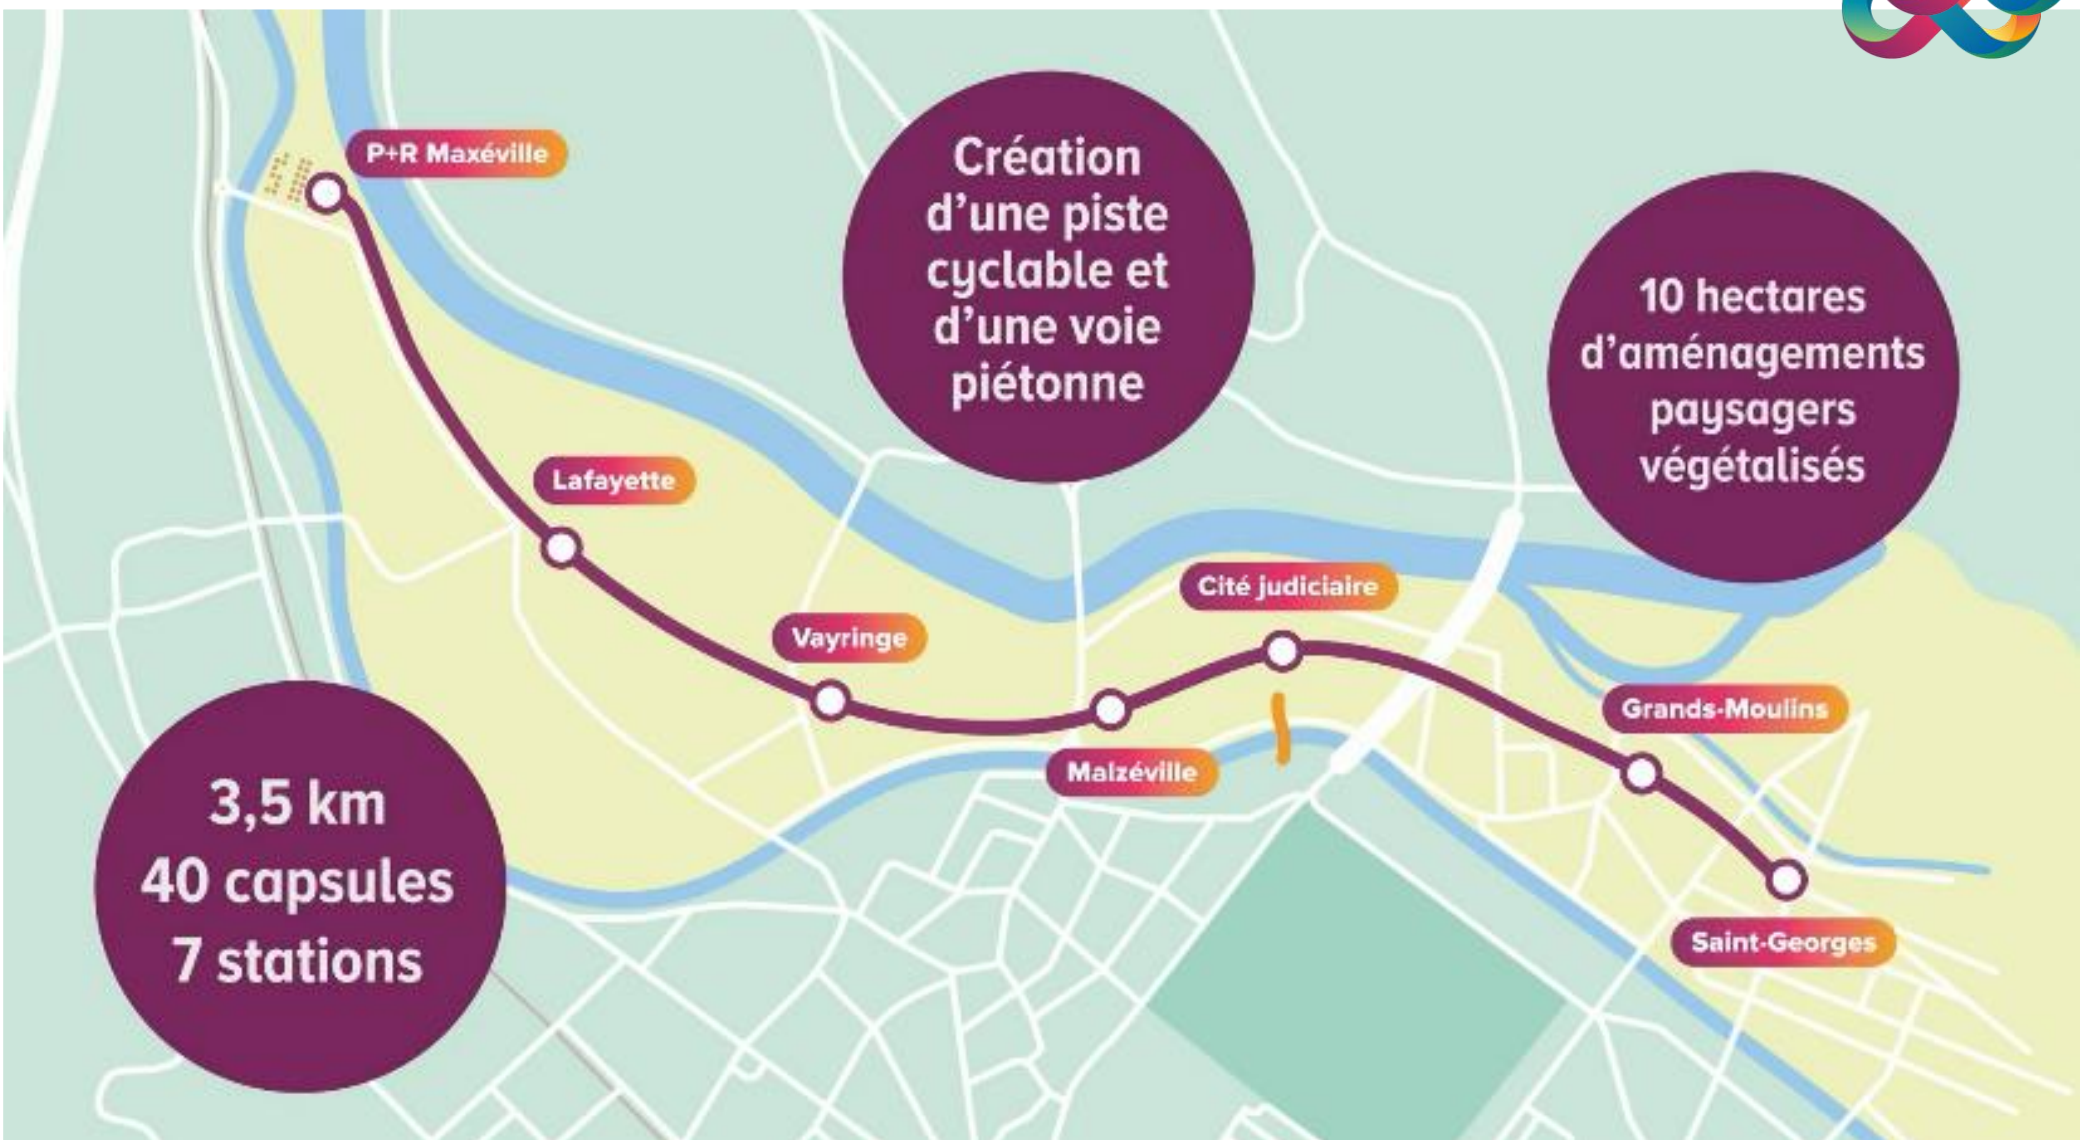 P+R Maxéville
Création
d'une piste
cyclable et
d'une voie
piétonne
10 hectares
d'aménagements
paysagers
végétalisés
Lafayette
Cité judiciaire
Vayringe
Grands-Moulins
Malzéville
3,5 km
40 capsules
7 stations
Saint-Georges